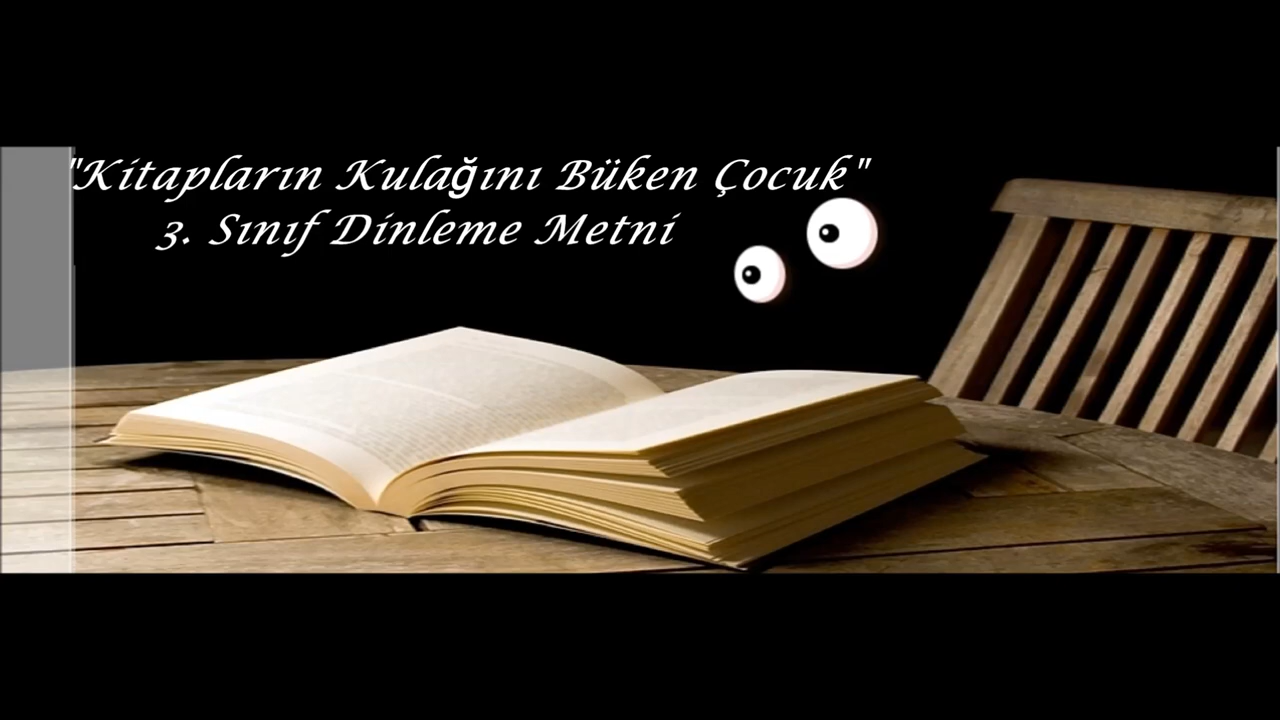 "Kitapların Kulağını Büken Çocuk"
3. Sınıf Dinleme Metni